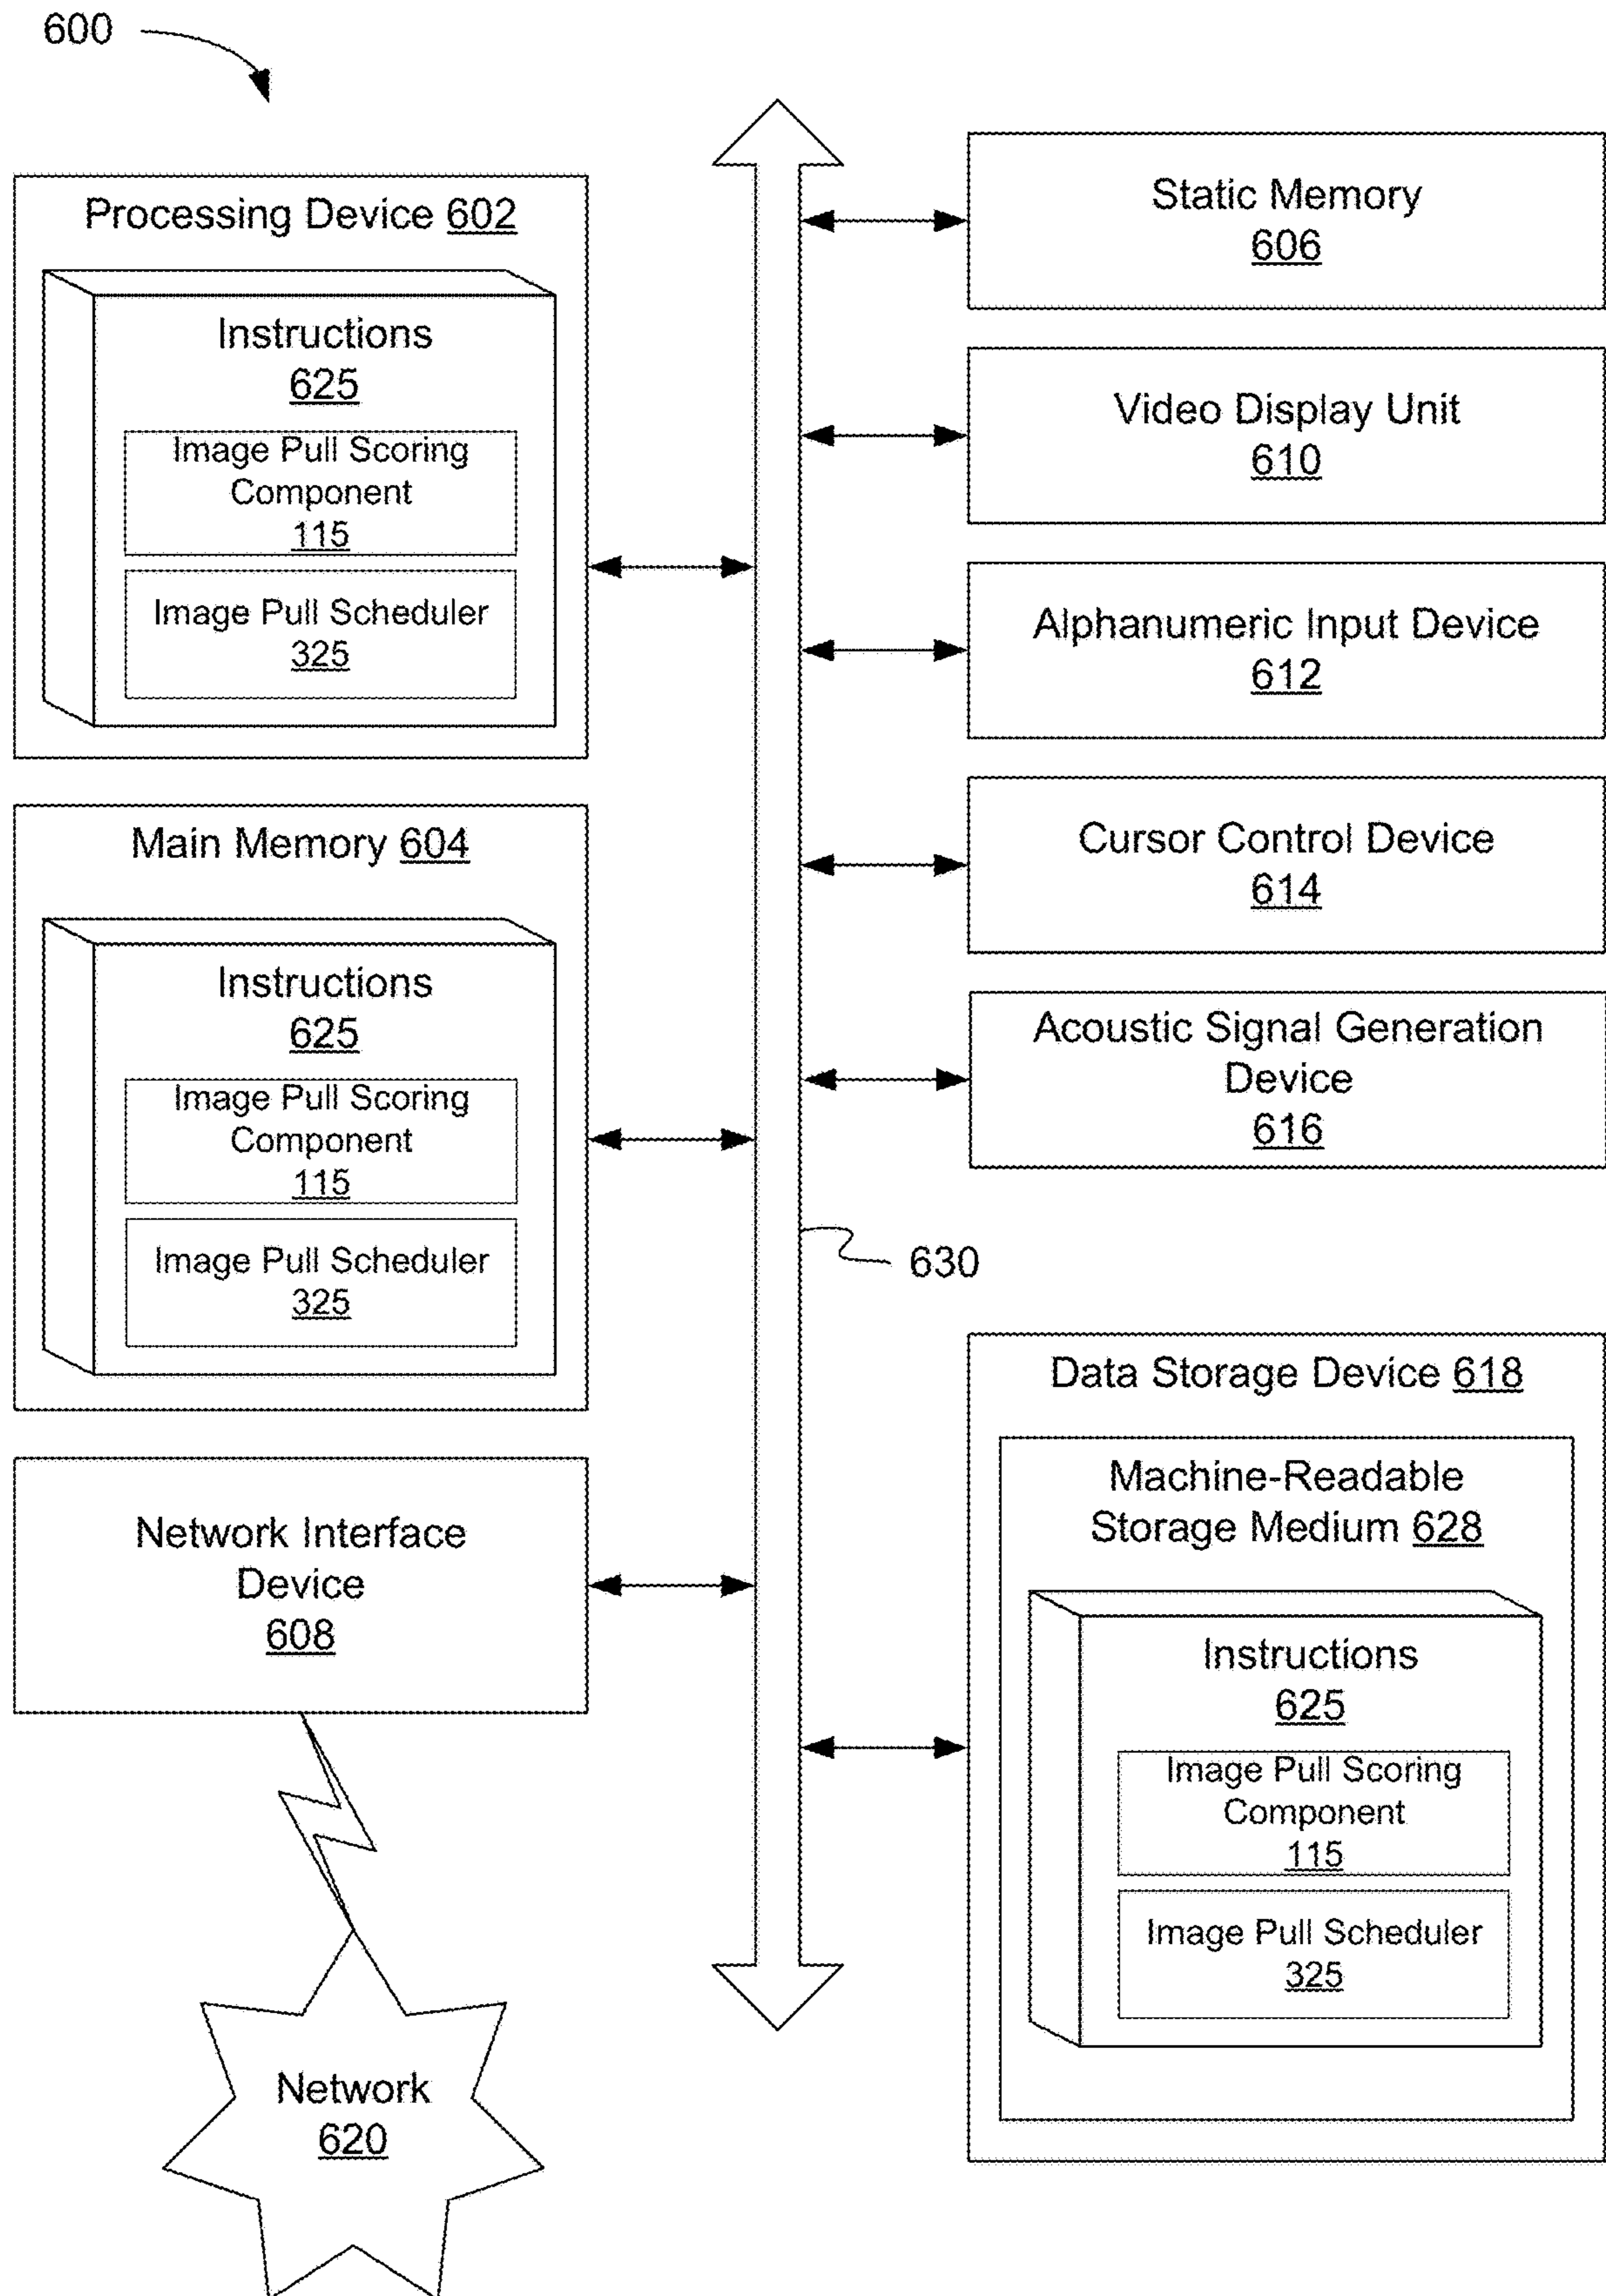 600
Processing Device 602
Instructions
625
Image Pull Scoring
Component
115
Image Pull Scheduler
325
Main Memory 604
Instructions
625
Image Pull Scoring
Component
115
Image Pull Scheduler
325
Network Interface
Device
608
Network
620
Static Memory
606
Video Display Unit
610
Alphanumeric Input Device
612
Cursor Control Device
614
Acoustic Signal Generation
Device
616
630
Data Storage Device 618
Machine-Readable
Storage Medium 628
Instructions
625
Image Pull Scoring
Component
115
Image Pull Scheduler
325